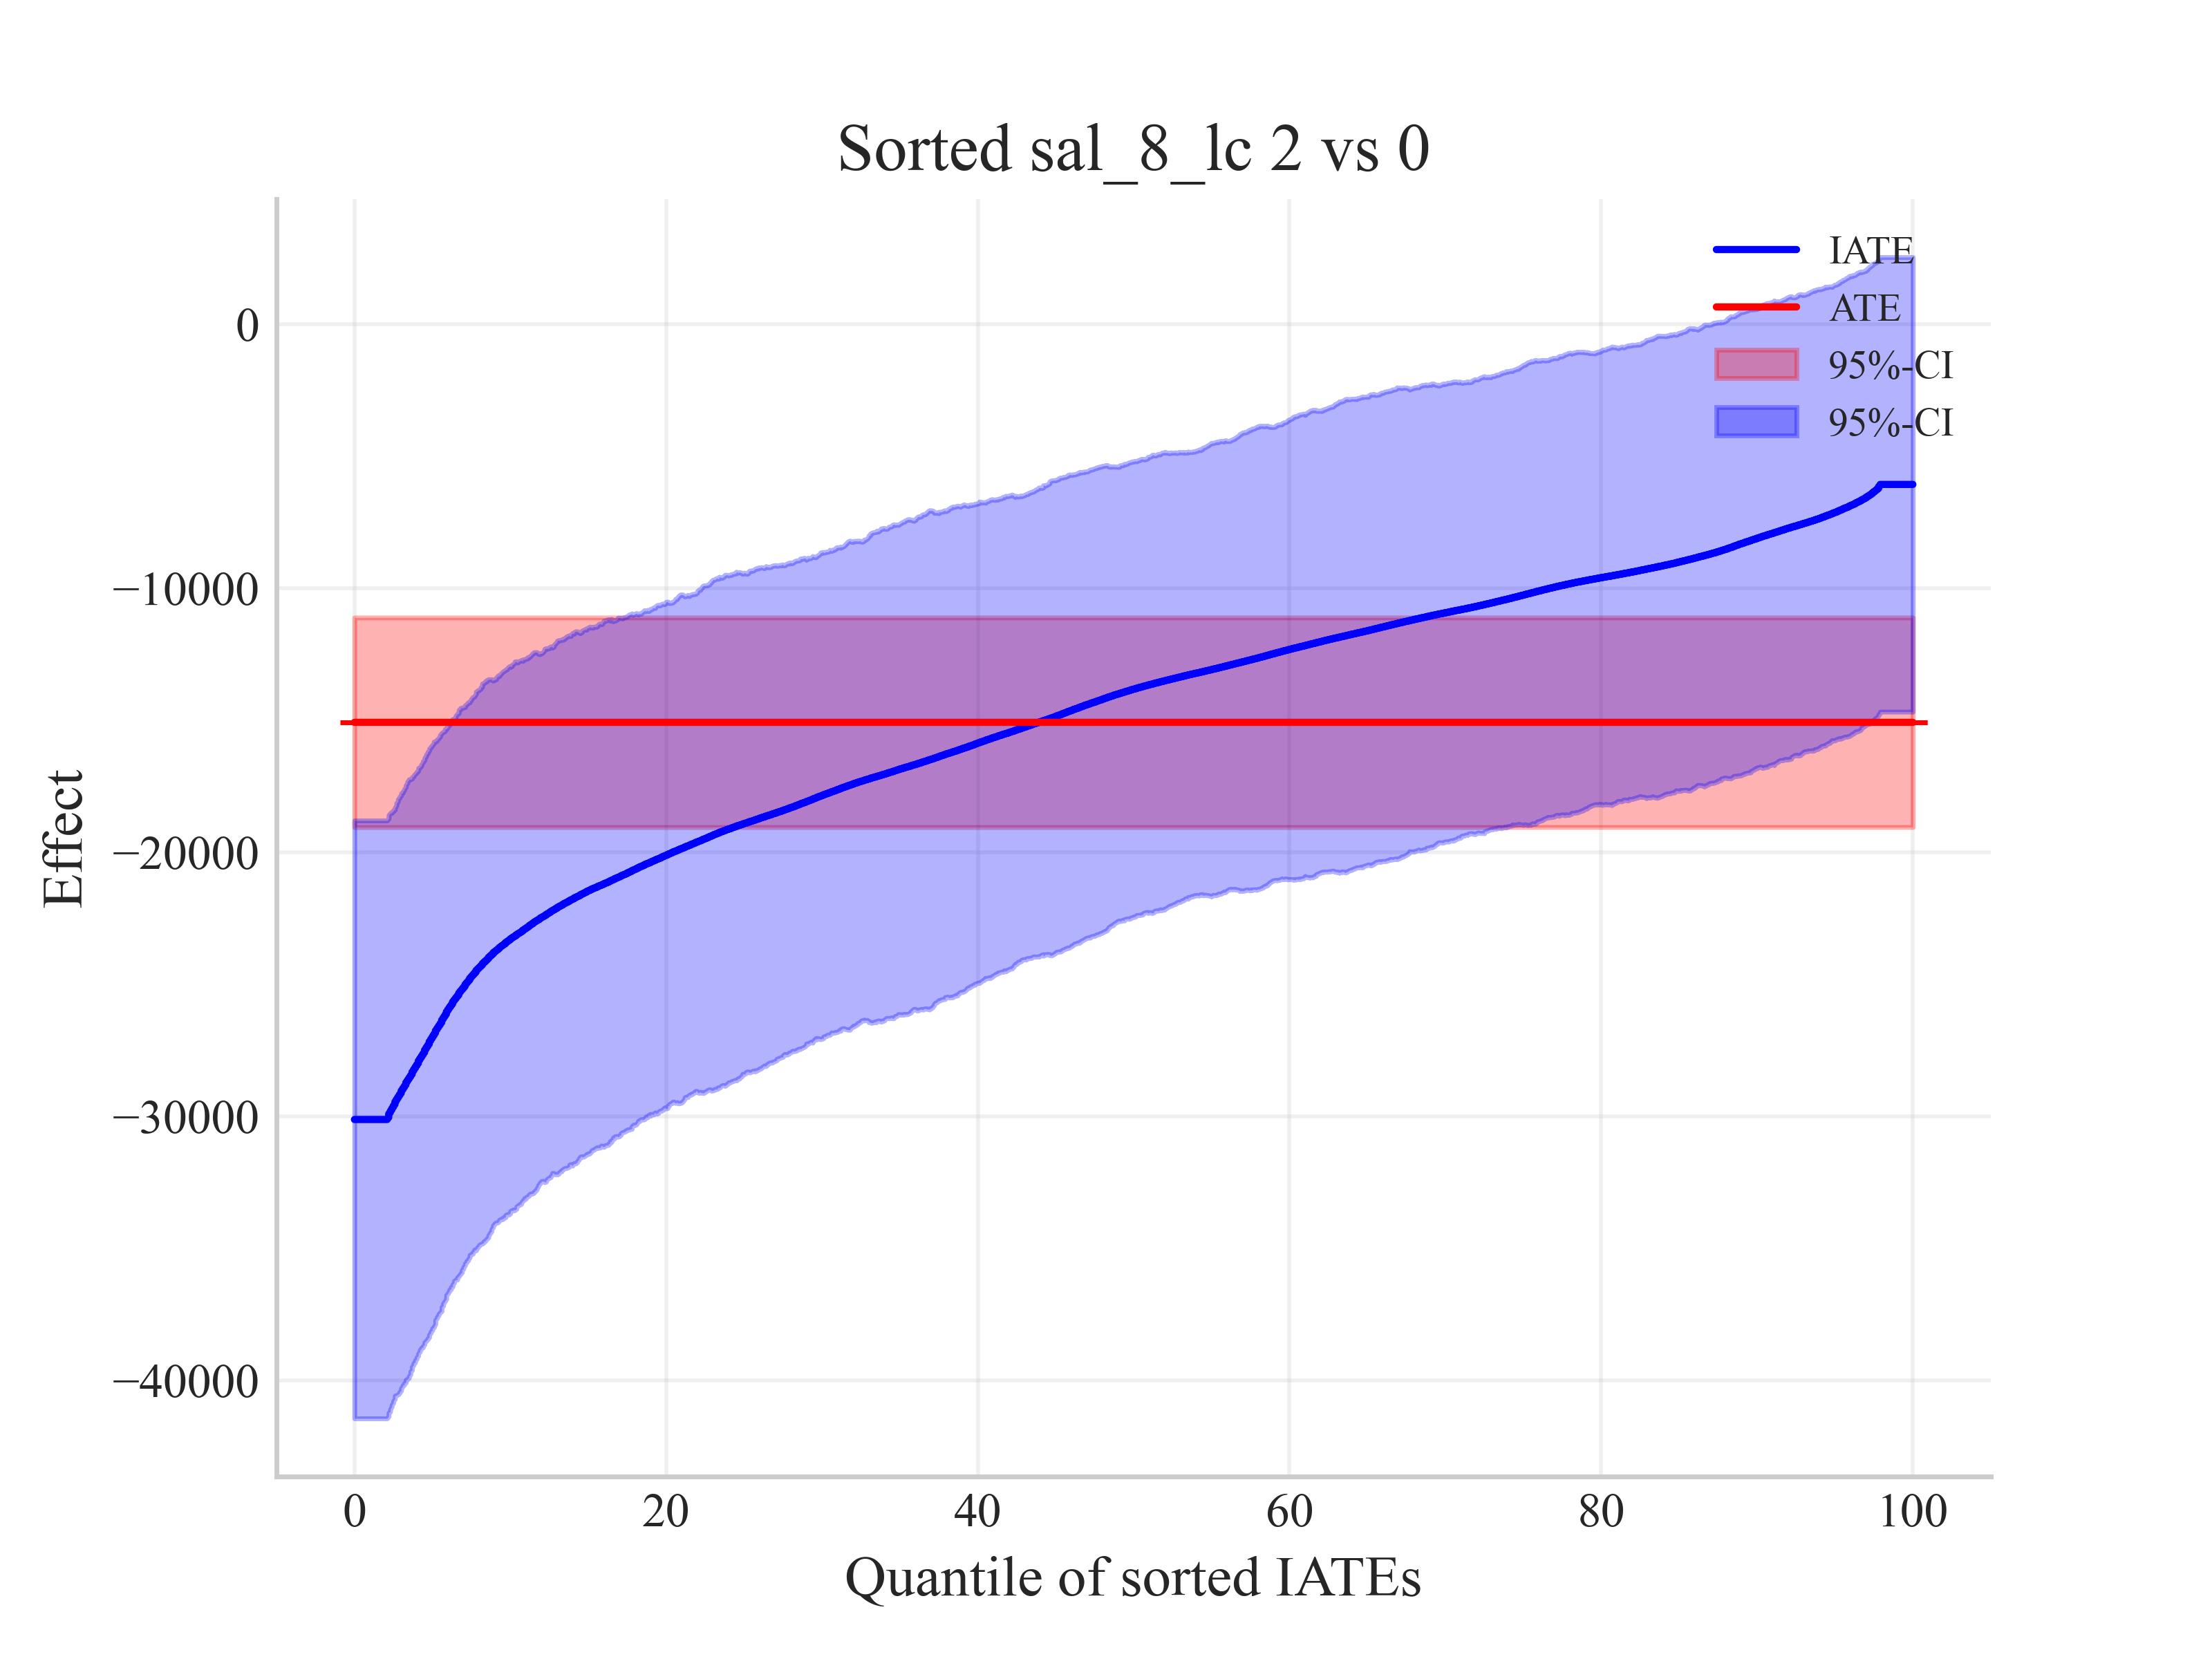 Sorted sal_8_lc 2 vs 0
IATE
ATE
95%-CI
95%-CI
0
−10000
−20000
−30000
−40000
Effect
0 20 40 60 80 100
Quantile of sorted IATEs